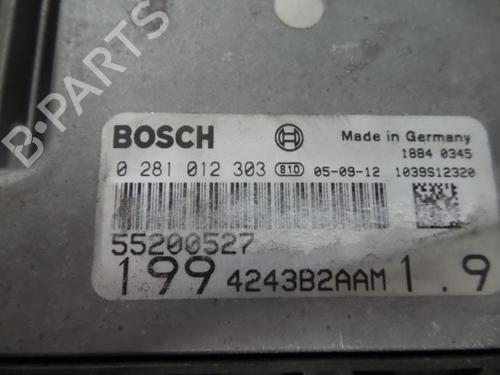 B-PARTS
BOSCH
Made in Germany
1884 0345
0 281 012 303 810 05-09-12 1039S12320
55200527
199 4243B2AAM 1.9